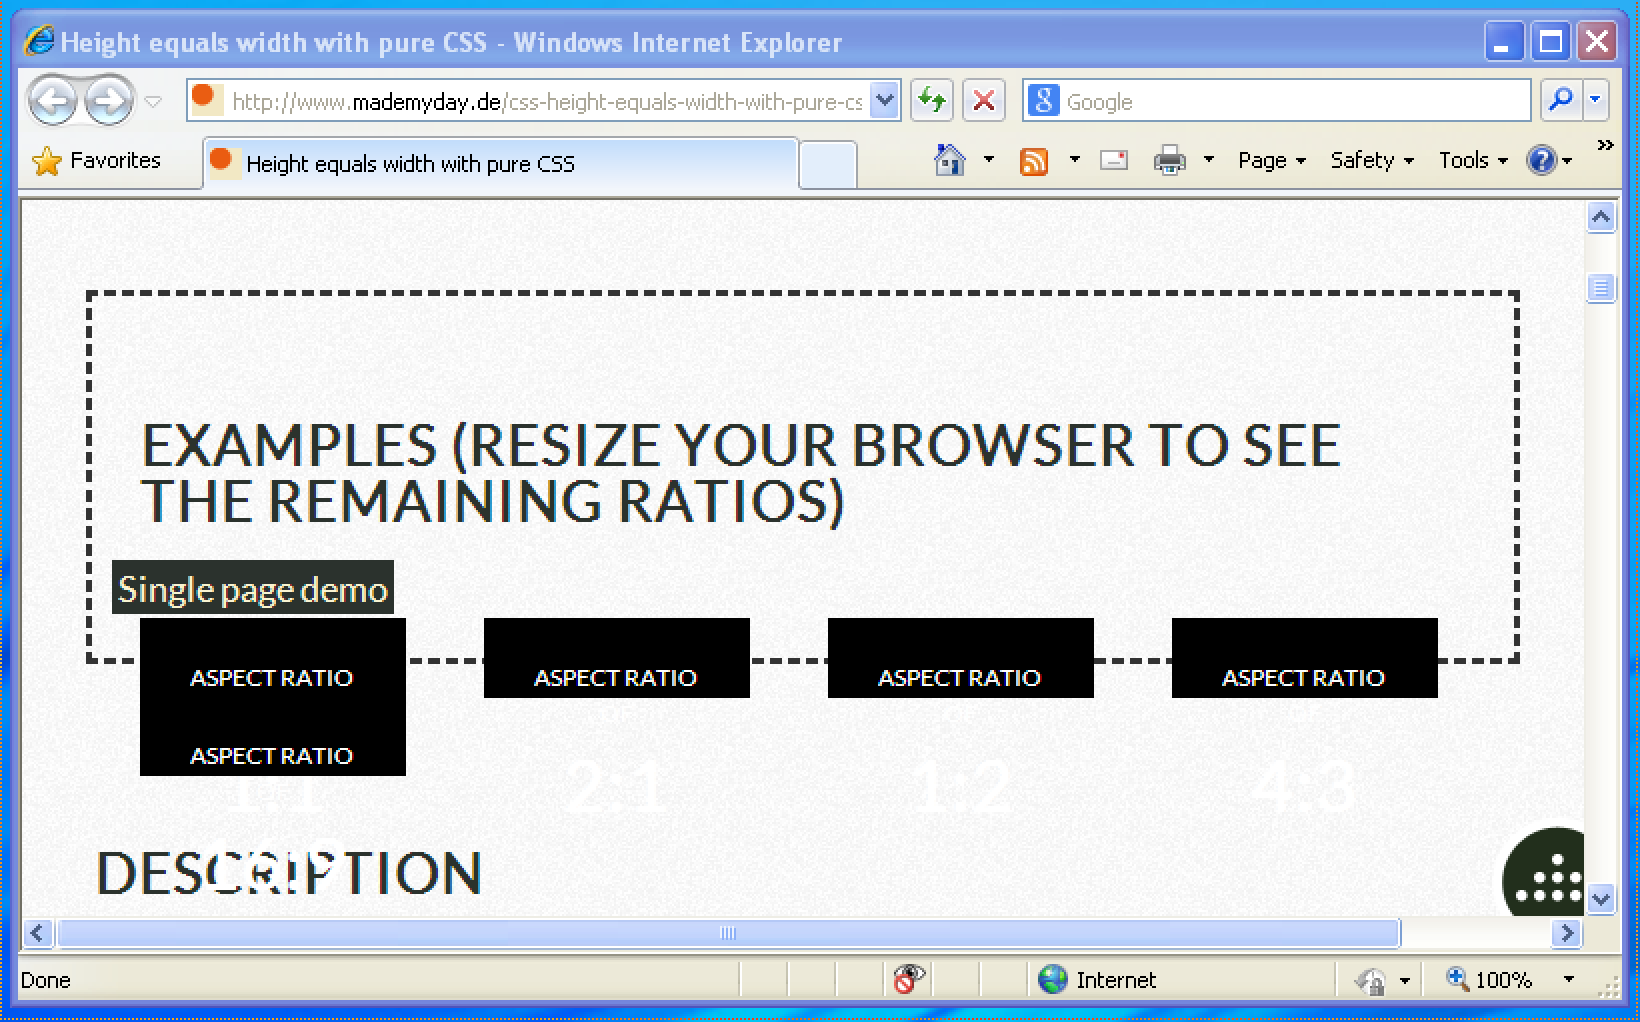 Height equals width with pure CSS - Windows Internet Explorer
http://www.mademyday.de/css-height-equals-width-with-pure-cs
Google
Favorites
Height equals width with pure CSS
Page
Safety
Tools
EXAMPLES (RESIZE YOUR BROWSER TO SEE
THE REMAINING RATIOS)
Single page demo
ASPECT RATIO
ASPECT RATIO
ASPECT RATIO
ASPECT RATIO
ASPECT RATIO
1:1
2:1
1:2
4:3
DESCRIPTION
Done
Internet
100%